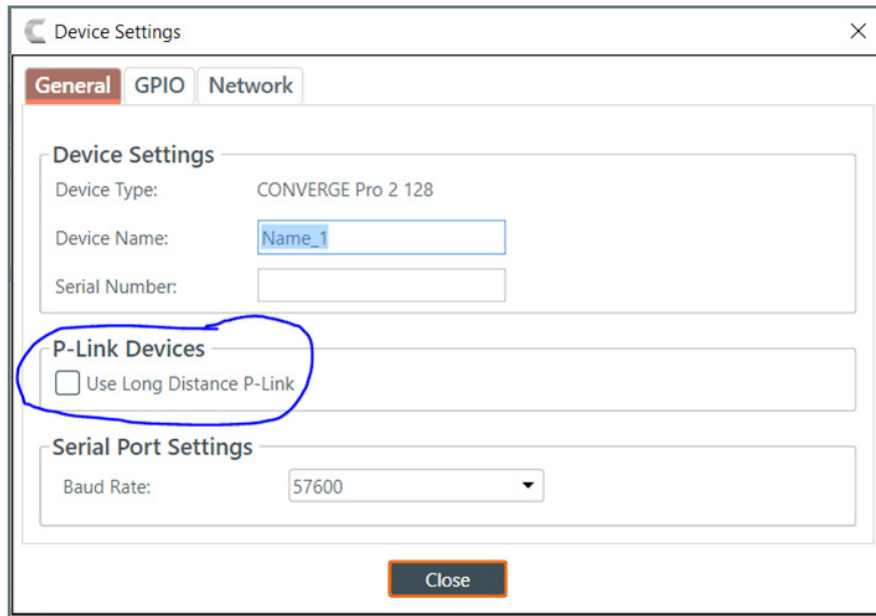 Device Settings
General GPIO Network
Device Settings
Device Type: CONVERGE Pro 2 128
Device Name: Name_1
Serial Number:
P-Link Devices
Use Long Distance P-Link
Serial Port Settings
Baud Rate: 57600
Close